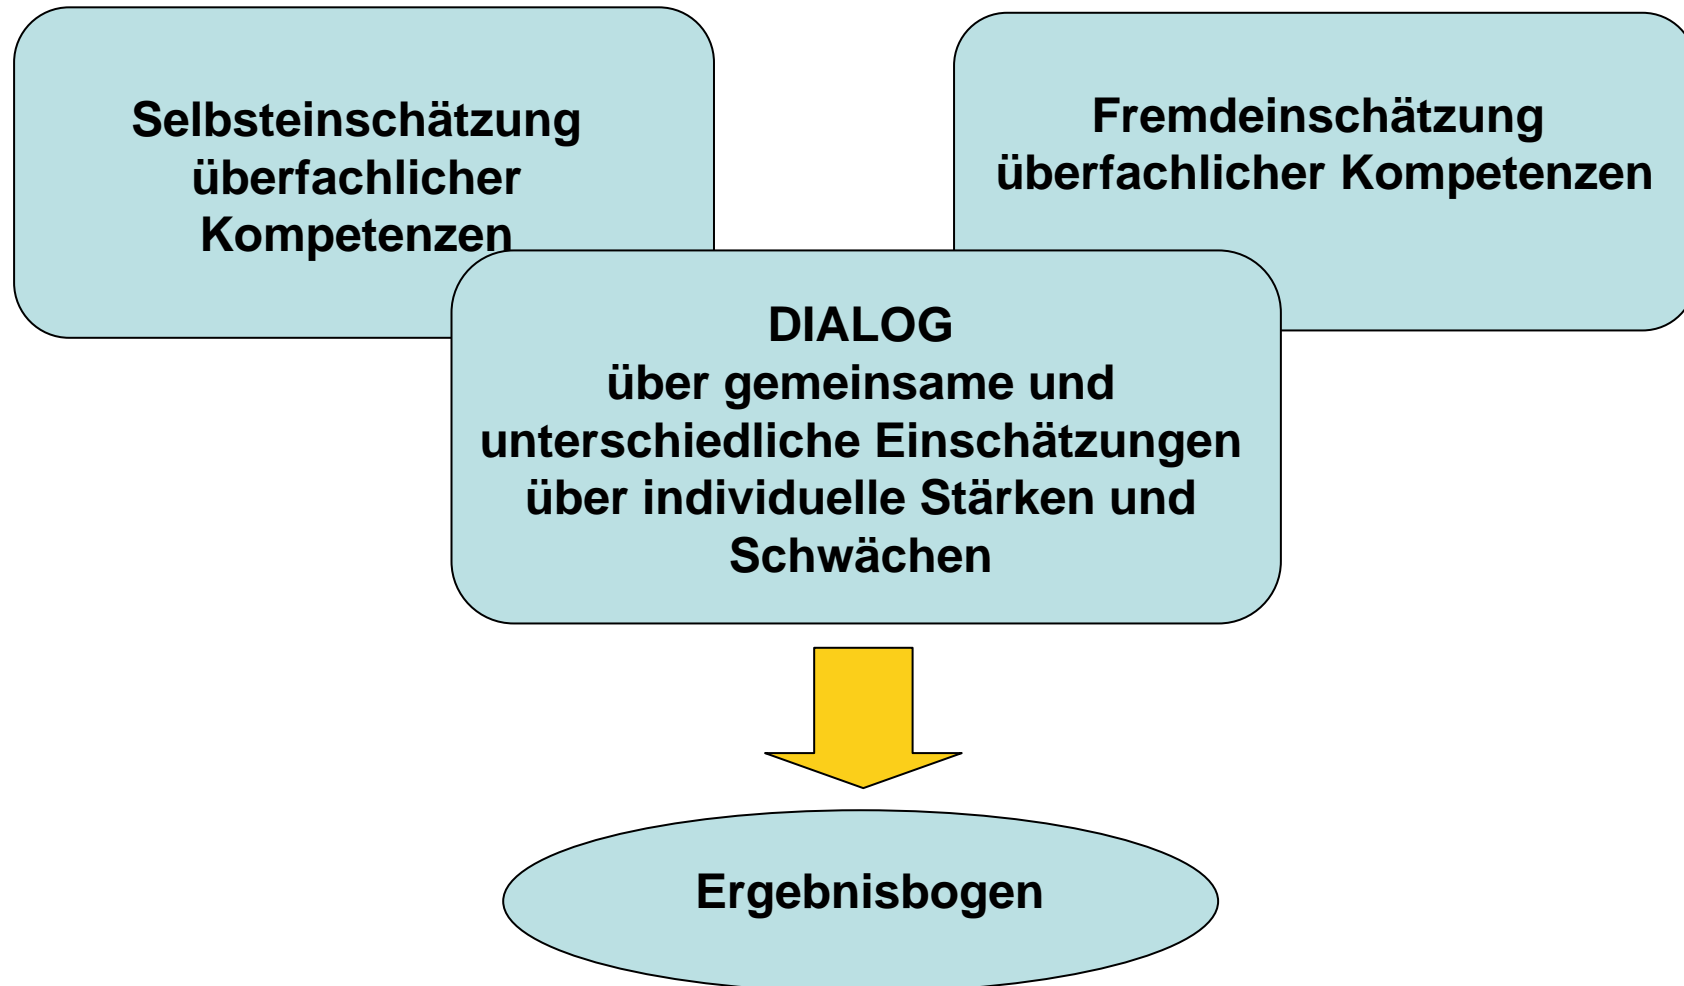 Selbsteinschätzung
überfachlicher
Kompetenzen
Fremdeinschätzung
überfachlicher Kompetenzen
DIALOG
über gemeinsame und
unterschiedliche Einschätzungen
über individuelle Stärken und
Schwächen
Ergebnisbogen